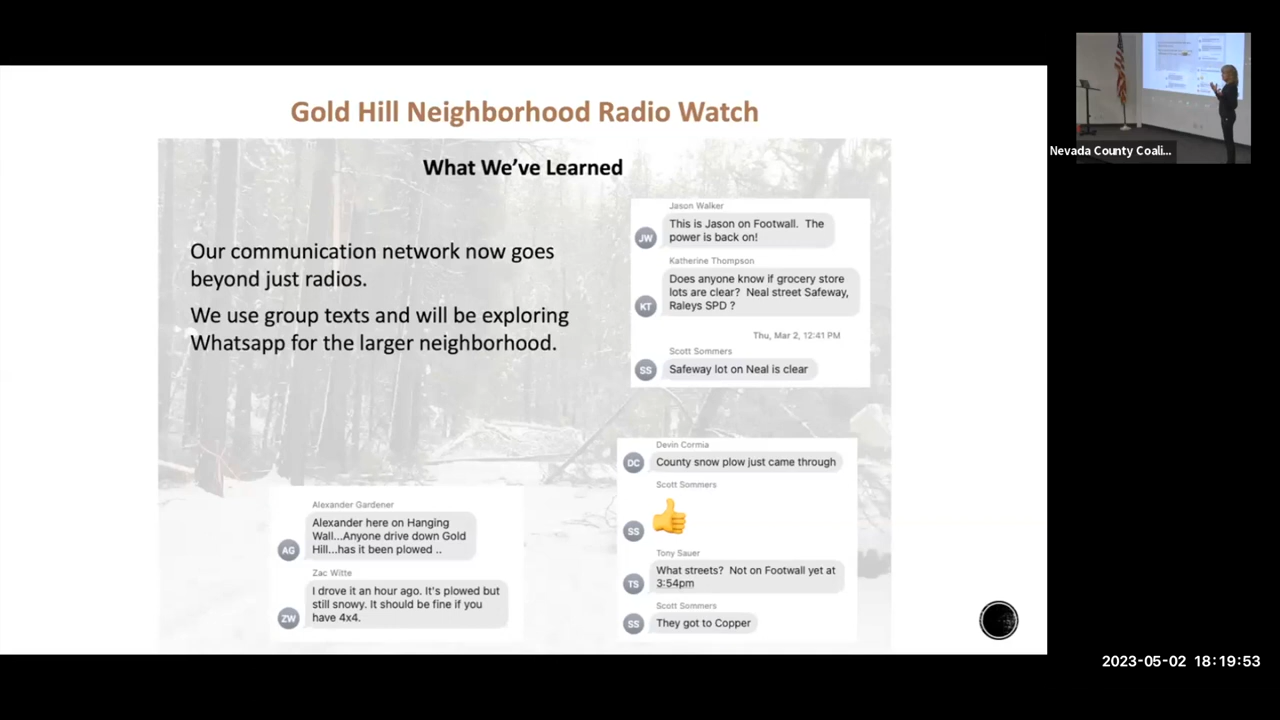 Gold Hill Neighborhood Radio Watch
What We've Learned
Our communication network now goes
beyond just radios.
We use group texts and will be exploring
Whatsapp for the larger neighborhood.
Jason Walker
JW
This is Jason on Footwall. The
power is back on!
Katherine Thompson
KT
Does anyone know if grocery store
lots are clear? Neal street Safeway,
Raleys SPD ?
Thu, Mar 2, 12:41 PM
Scott Sommers
SS
Safeway lot on Neal is clear
Alexander Gardener
AG
Alexander here on Hanging
Wall...Anyone drive down Gold
Hill...has it been plowed ..
Zac Witte
ZW
I drove it an hour ago. It's plowed but
still snowy. It should be fine if you
have 4x4.
Devin Cormia
DC
County snow plow just came through
Scott Sommers
SS
👍
Tony Sauer
TS
What streets? Not on Footwall yet at
3:54pm
Scott Sommers
SS
They got to Copper
Nevada County Coali...
2023-05-02 18:19:53